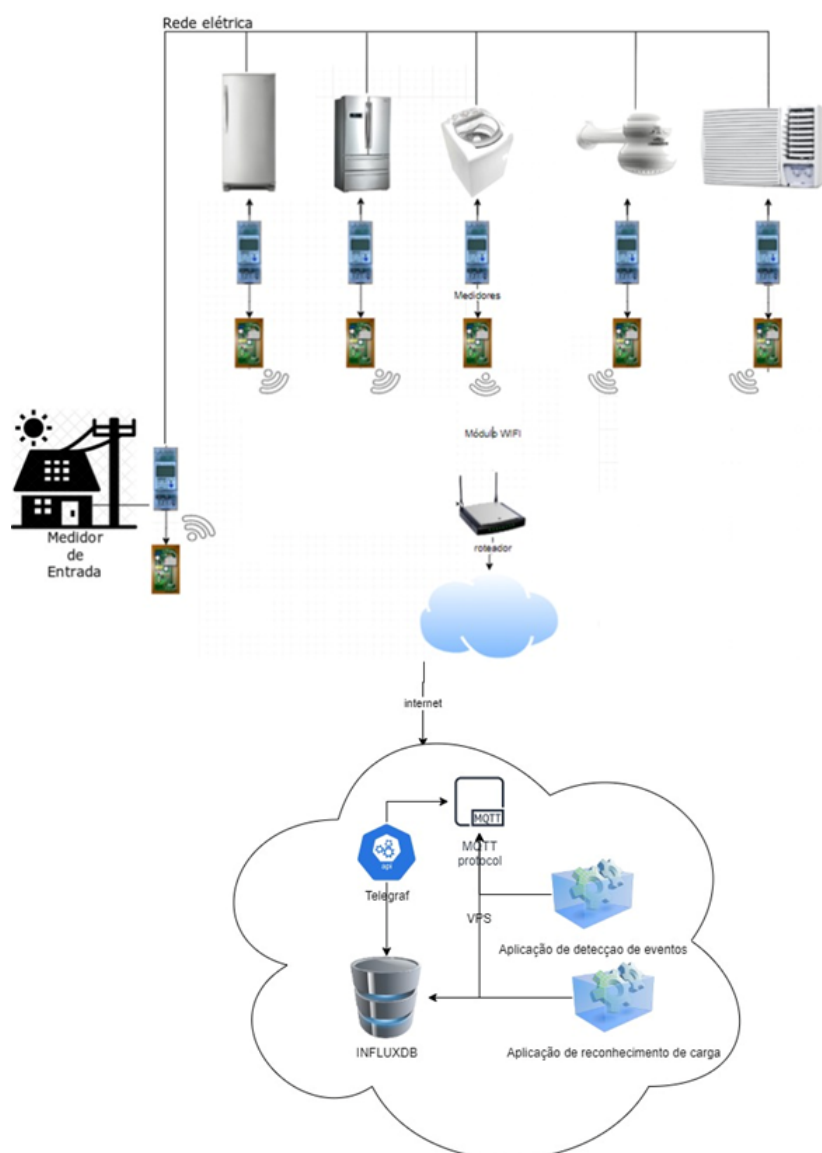 Rede elétrica
Medidores
Módulo WIFI
roteador
Medidor
de
Entrada
internet
MQTT
MQTT
protocol
api
Telegraf
VPS
Aplicação de detecçao de eventos
INFLUXDB
Aplicação de reconhecimento de carga